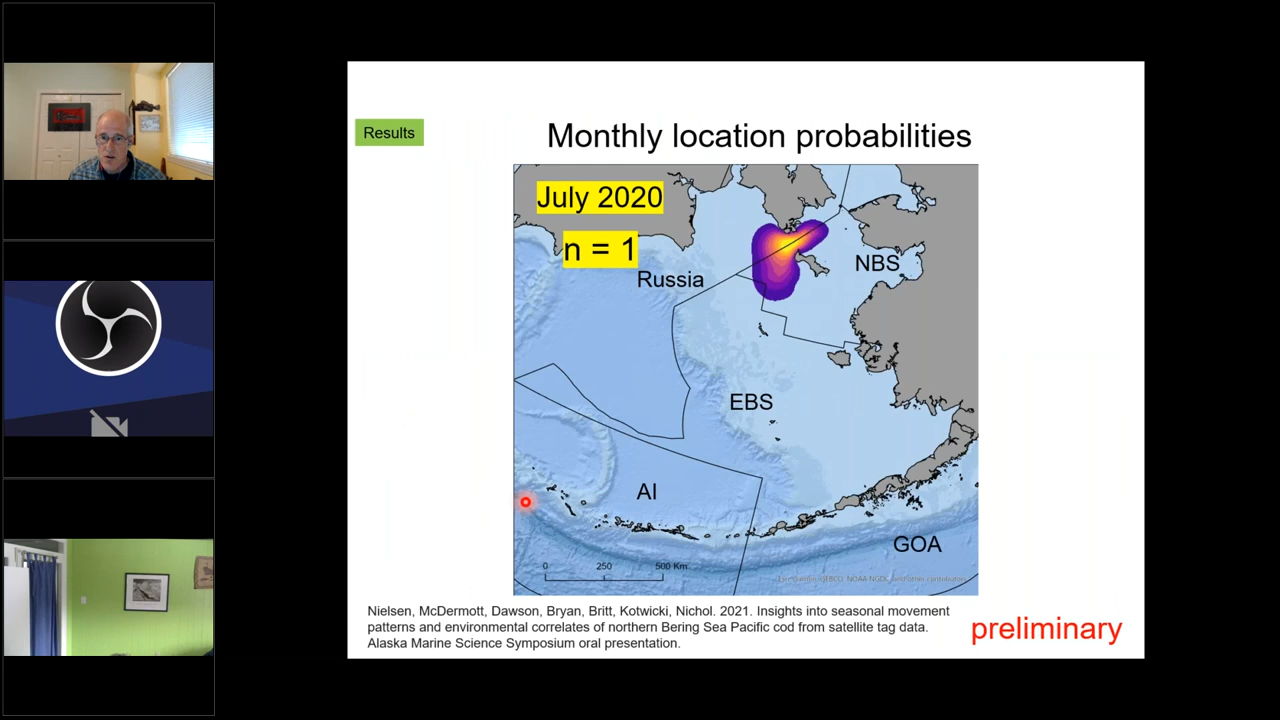 Results
Monthly location probabilities
July 2020
n = 1
Russia
NBS
EBS
AI
GOA
0 250 500 Km
Nielsen, McDermott, Dawson, Bryan, Britt, Kotwicki, Nichol. 2021. Insights into seasonal movement
patterns and environmental correlates of northern Bering Sea Pacific cod from satellite tag data.
Alaska Marine Science Symposium oral presentation.
preliminary